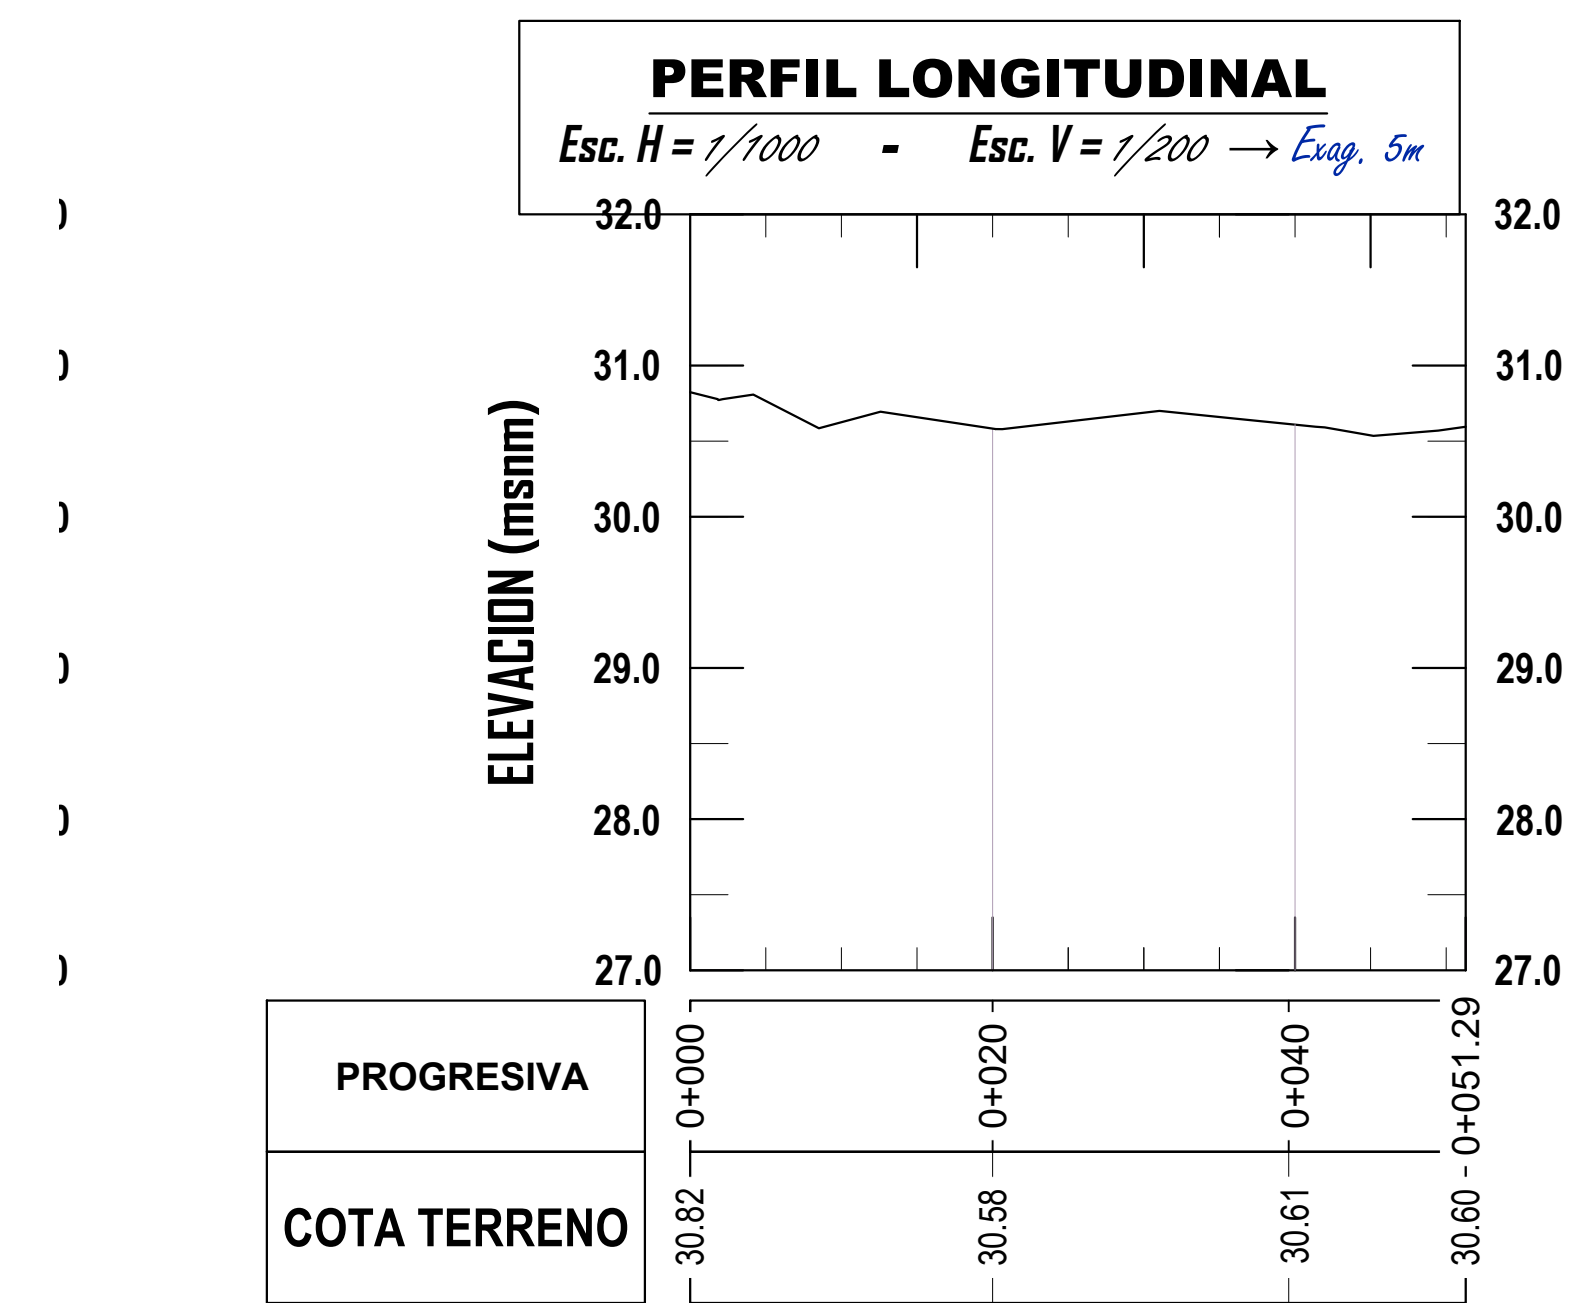 PERFIL LONGITUDINAL
Esc. H = 1/1000 - Esc. V = 1/200 → Exag. 5m
32.0 32.0
31.0 31.0
30.0 30.0
29.0 29.0
28.0 28.0
27.0 27.0
ELEVACION (msnm)
PROGRESIVA
0+000
0+020
0+040
0+051.29
COTA TERRENO
30.82
30.58
30.61
30.60